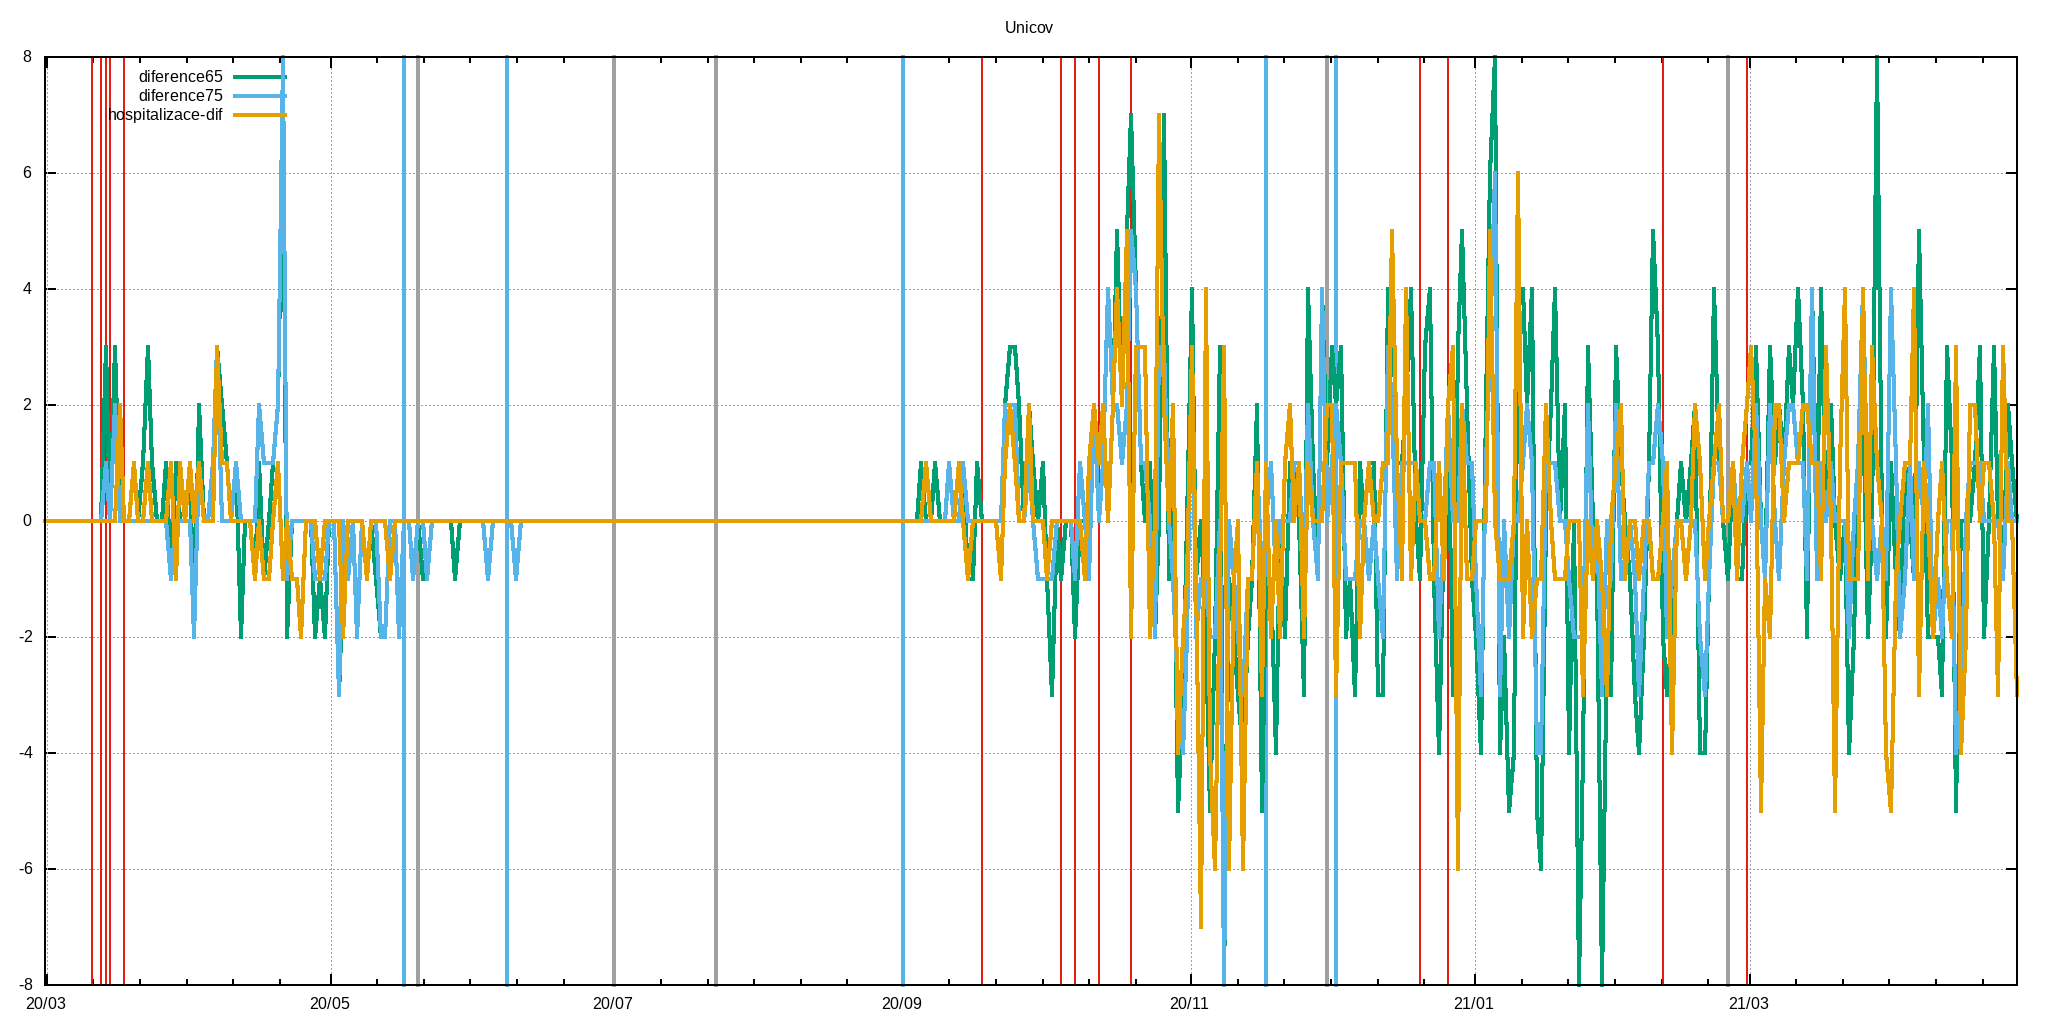 Unicov
8
diference65
diference75
hospitalizace-dif
6
4
2
0
-2
-4
-6
-8
20/03 20/05 20/07 20/09 20/11 21/01 21/03